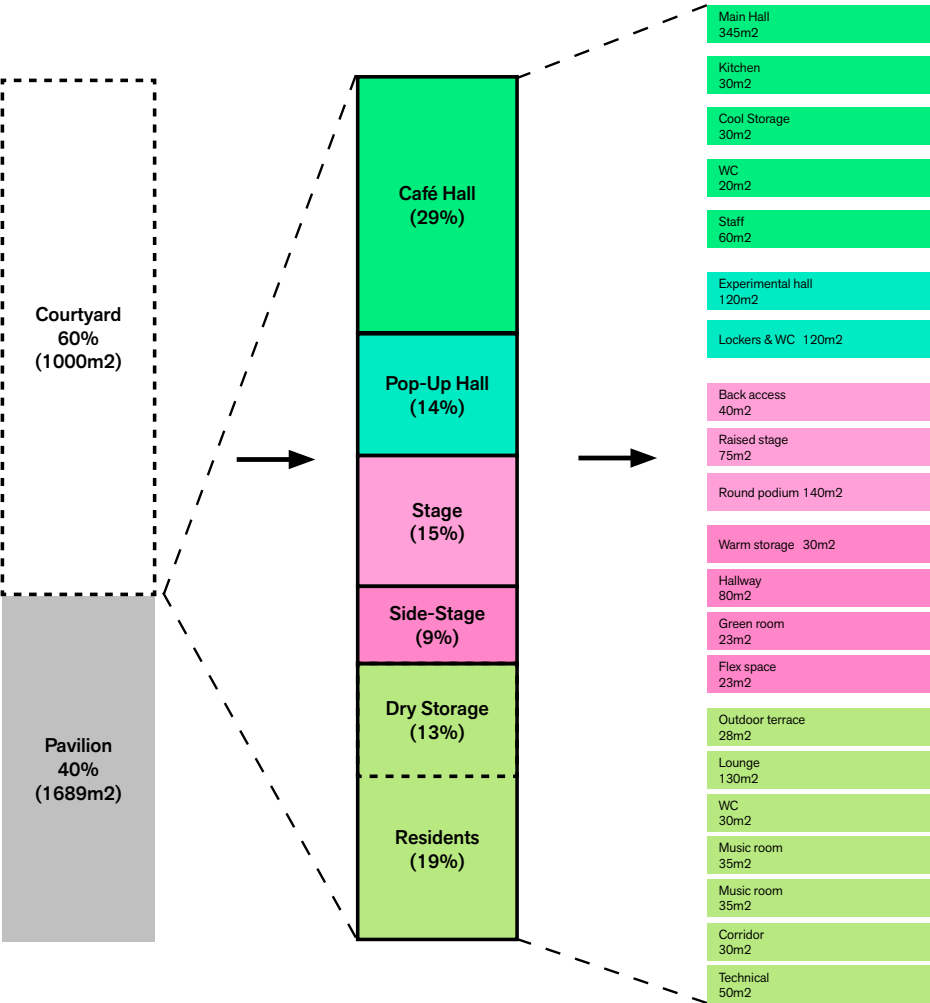 Courtyard
60%
(1000m2)
Pavilion
40%
(1689m2)
Café Hall
(29%)
Pop-Up Hall
(14%)
Stage
(15%)
Side-Stage
(9%)
Dry Storage
(13%)
Residents
(19%)
Main Hall
345m2
Kitchen
30m2
Cool Storage
30m2
WC
20m2
Staff
60m2
Experimental hall
120m2
Lockers & WC 120m2
Back access
40m2
Raised stage
75m2
Round podium 140m2
Warm storage 30m2
Hallway
80m2
Green room
23m2
Flex space
23m2
Outdoor terrace
28m2
Lounge
130m2
WC
30m2
Music room
35m2
Music room
35m2
Corridor
30m2
Technical
50m2